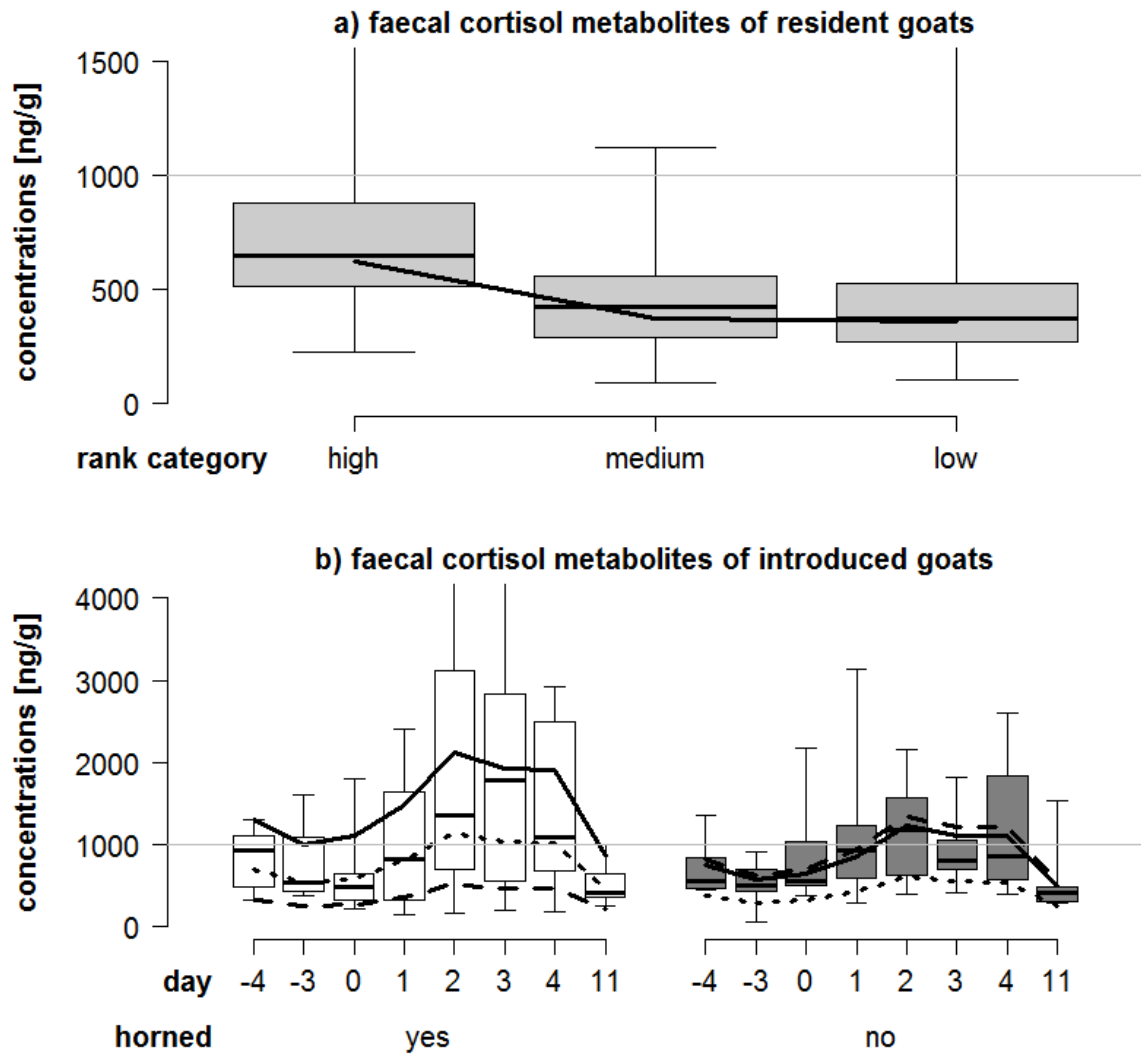 a) faecal cortisol metabolites of resident goats
concentrations [ng/g]
1500
1000
500
0
rank category high medium low
b) faecal cortisol metabolites of introduced goats
concentrations [ng/g]
4000
3000
2000
1000
0
day -4 -3 0 1 2 3 4 11 -4 -3 0 1 2 3 4 11
horned yes no